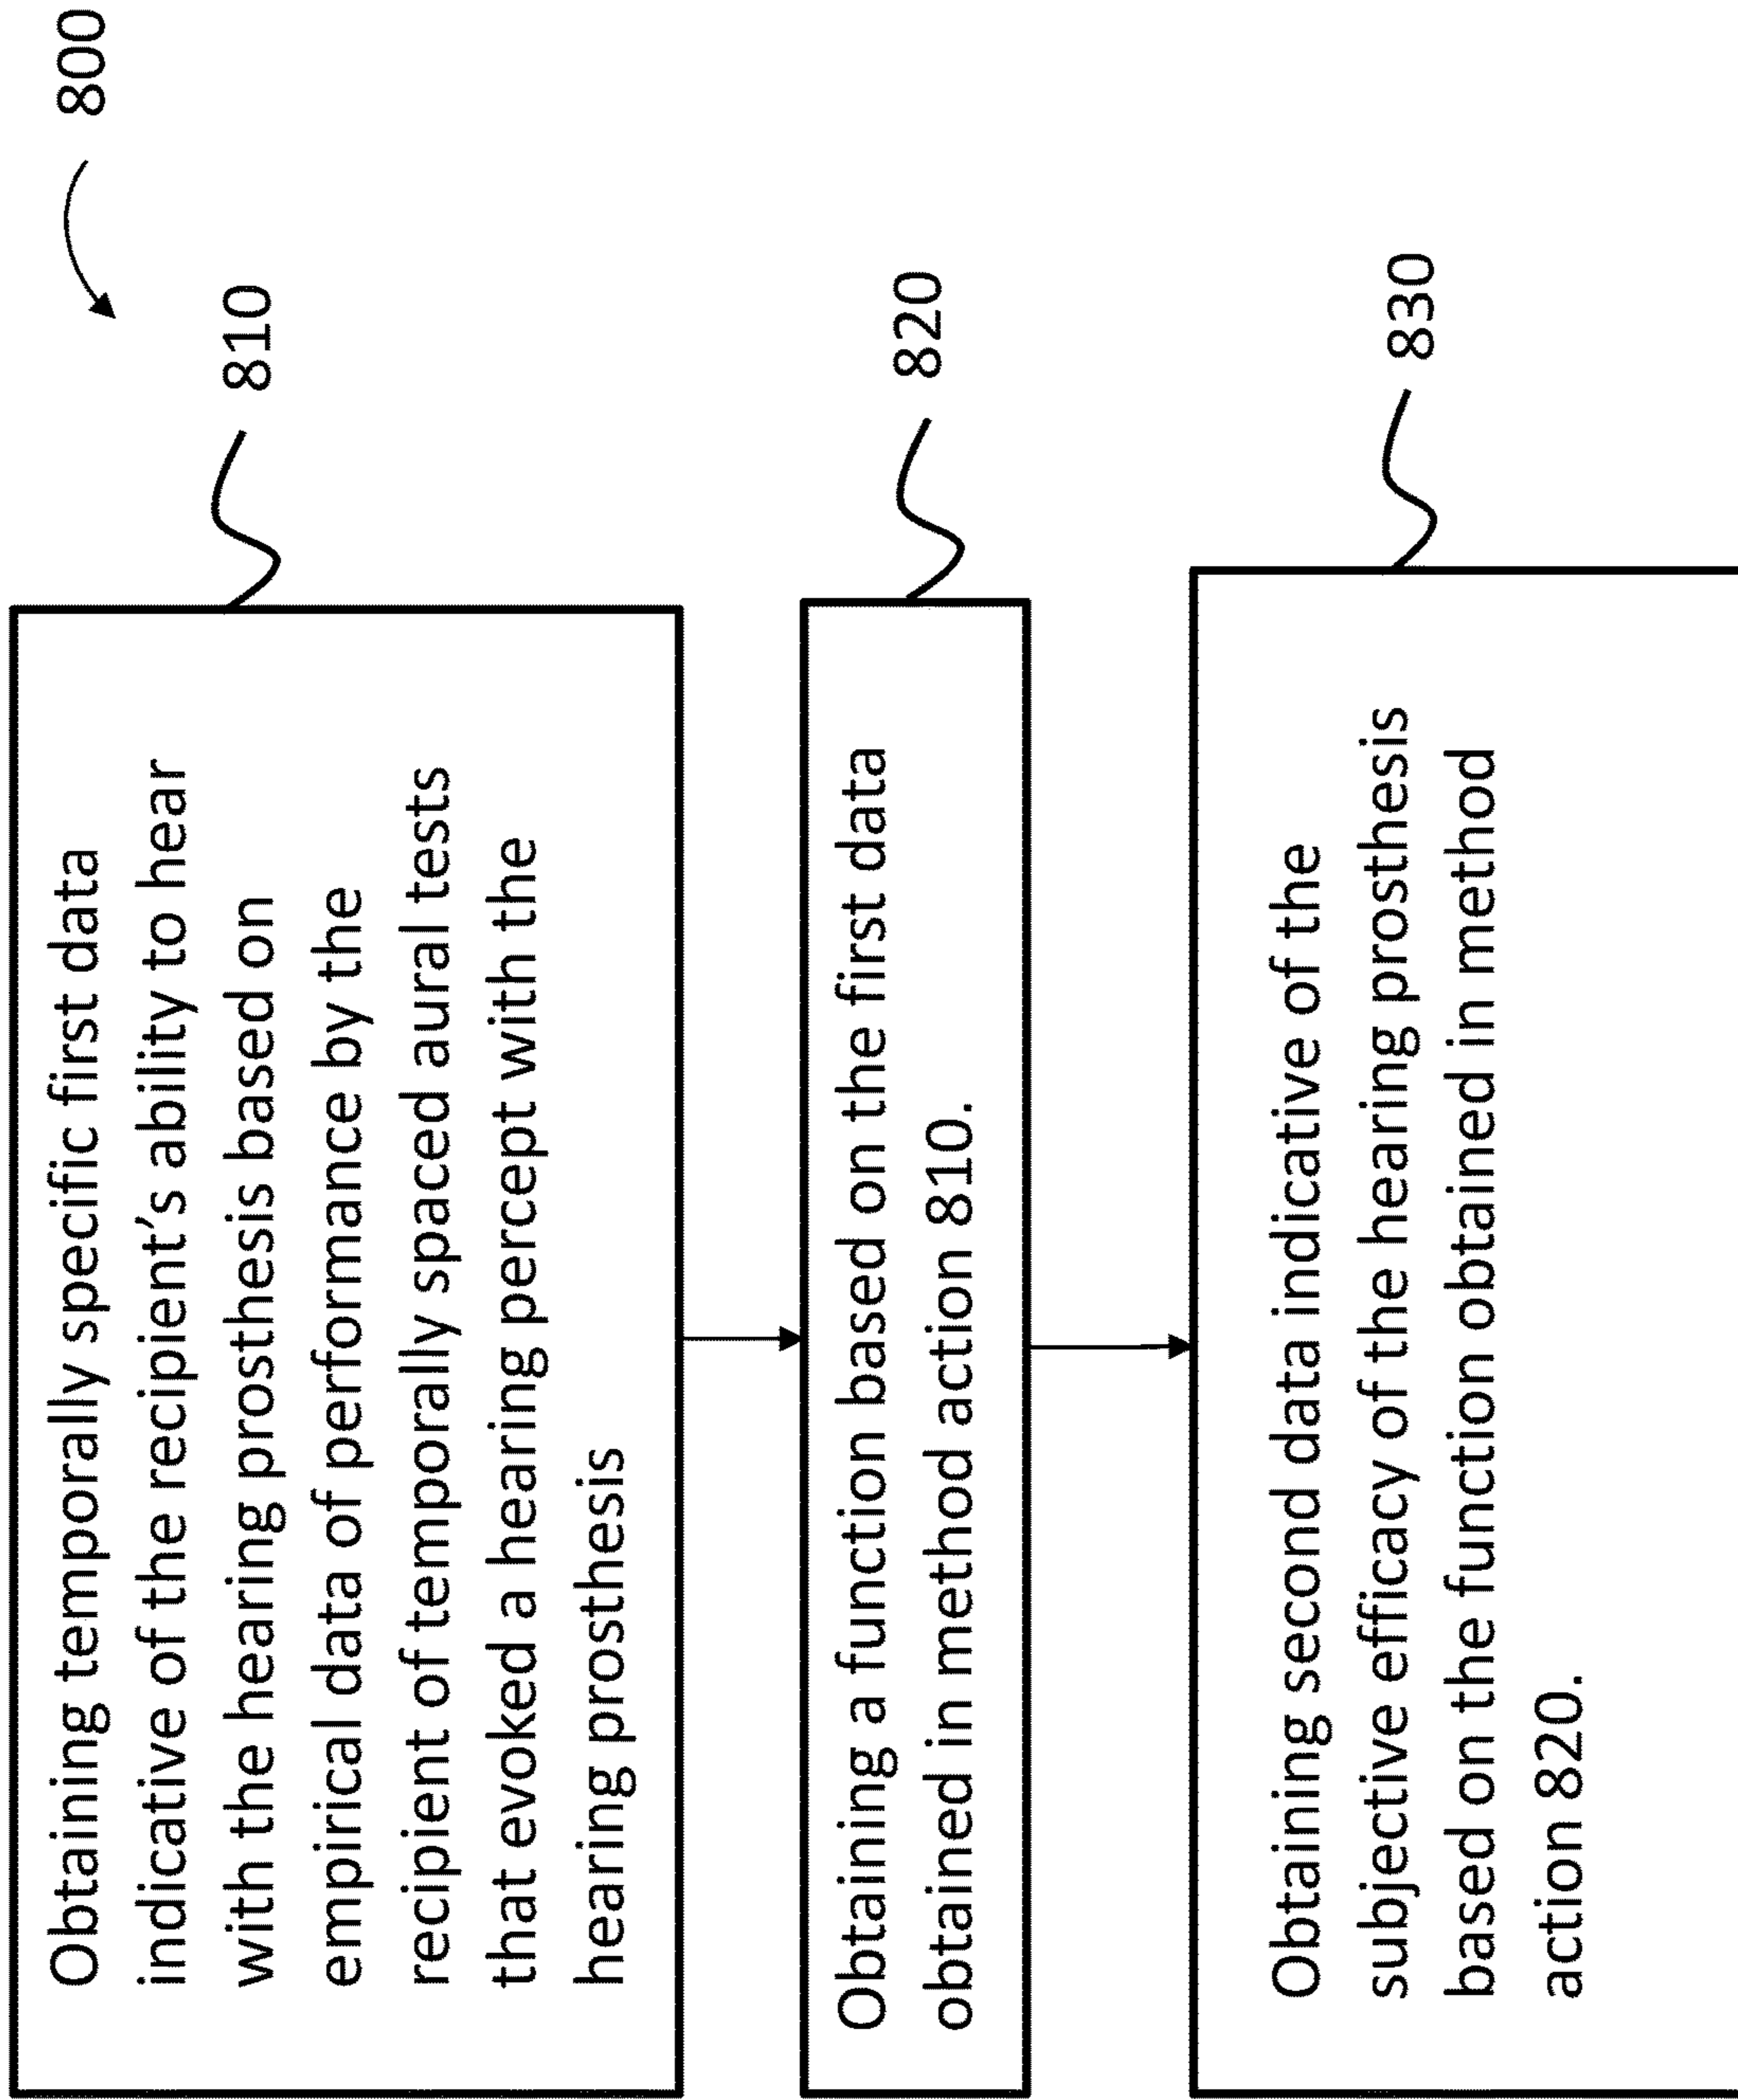 800
810
Obtaining temporally specific first data
indicative of the recipient's ability to hear
with the hearing prosthesis based on
empirical data of performance by the
recipient of temporally spaced aural tests
that evoked a hearing percept with the
hearing prosthesis
820
Obtaining a function based on the first data
obtained in method action 810.
830
Obtaining second data indicative of the
subjective efficacy of the hearing prosthesis
based on the function obtained in method
action 820.